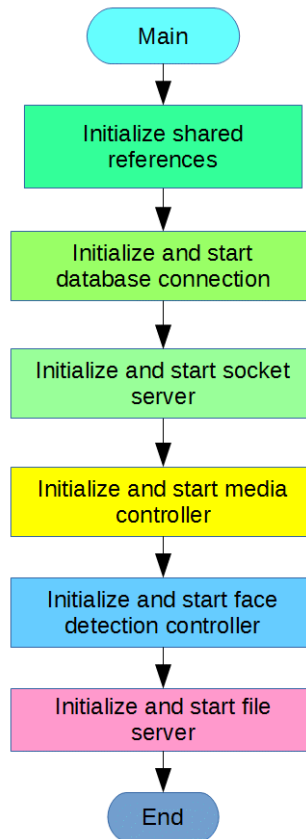 Main
Initialize shared
references
Initialize and start
database connection
Initialize and start socket
server
Initialize and start media
controller
Initialize and start face
detection controller
Initialize and start file
server
End